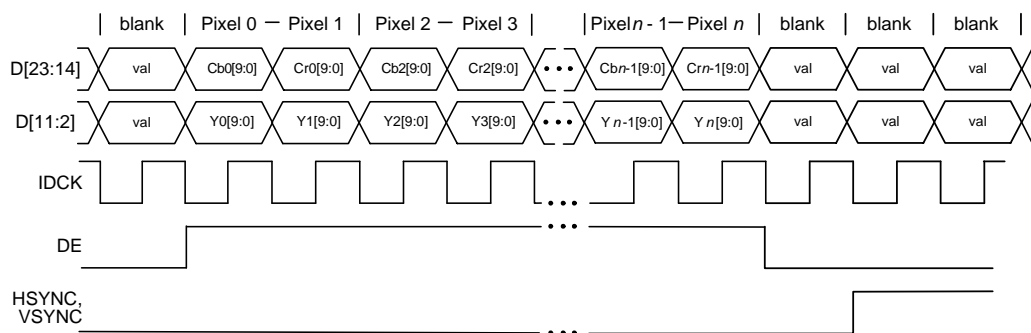 | blank | Pixel 0 — Pixel 1 | Pixel 2 — Pixel 3 | | Pixel n - 1 — Pixel n | blank | blank | blank |
D[23:14] val Cb0[9:0] Cr0[9:0] Cb2[9:0] Cr2[9:0] ••• Cbn-1[9:0] Crn-1[9:0] val val val
D[11:2] val Y0[9:0] Y1[9:0] Y2[9:0] Y3[9:0] ••• Y n-1[9:0] Y n[9:0] val val val
IDCK •••
DE •••
HSYNC,
VSYNC •••